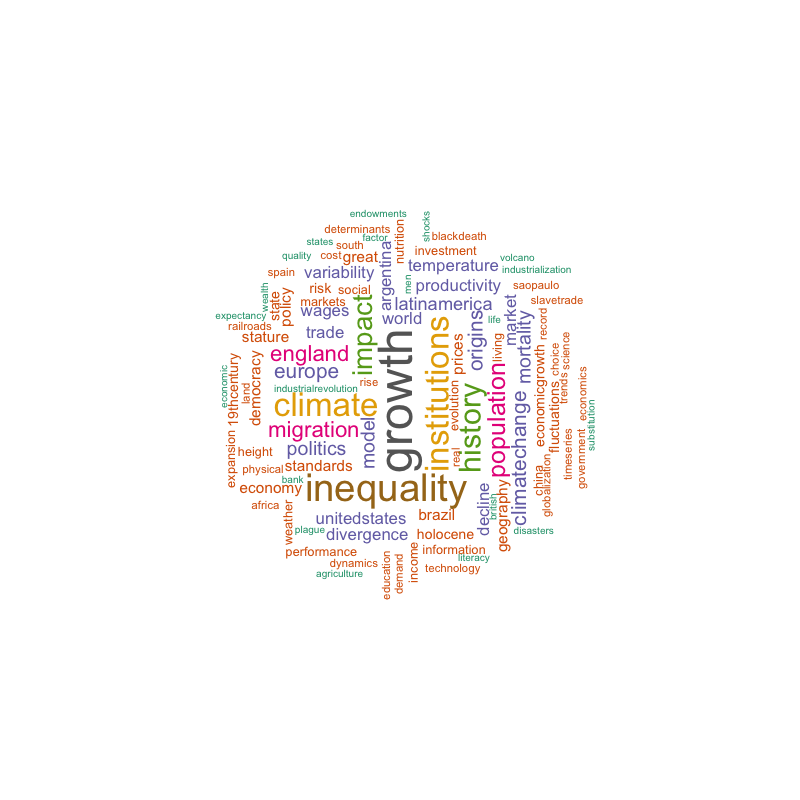 endowments
shocks
determinants
factor
nutrition
blackdeath
states
south
investment
quality
cost
great
argentina
temperature
volcano
industrialization
spain
variability
men
productivity
saopaulo
wealth
risk
social
latinamerica
slavetrade
expectancy
state
policy
markets
wages
impact
world
life
market
record
railroads
trade
growth
institutions
origins
mortality
stature
england
prices
living
science
economic
land
democracy
europe
rise
evolution
population
economicgrowth
choice
trends
19thcentury
industrialrevolution
climate
history
climatechange
fluctuations
economics
substitution
expansion
migration
model
real
height
politics
timeseries
government
physical
standards
china
globalization
bank
economy
inequality
decline
british
geography
africa
weather
unitedstates
brazil
plague
divergence
holocene
disasters
performance
information
literacy
dynamics
education
demand
income
technology
agriculture